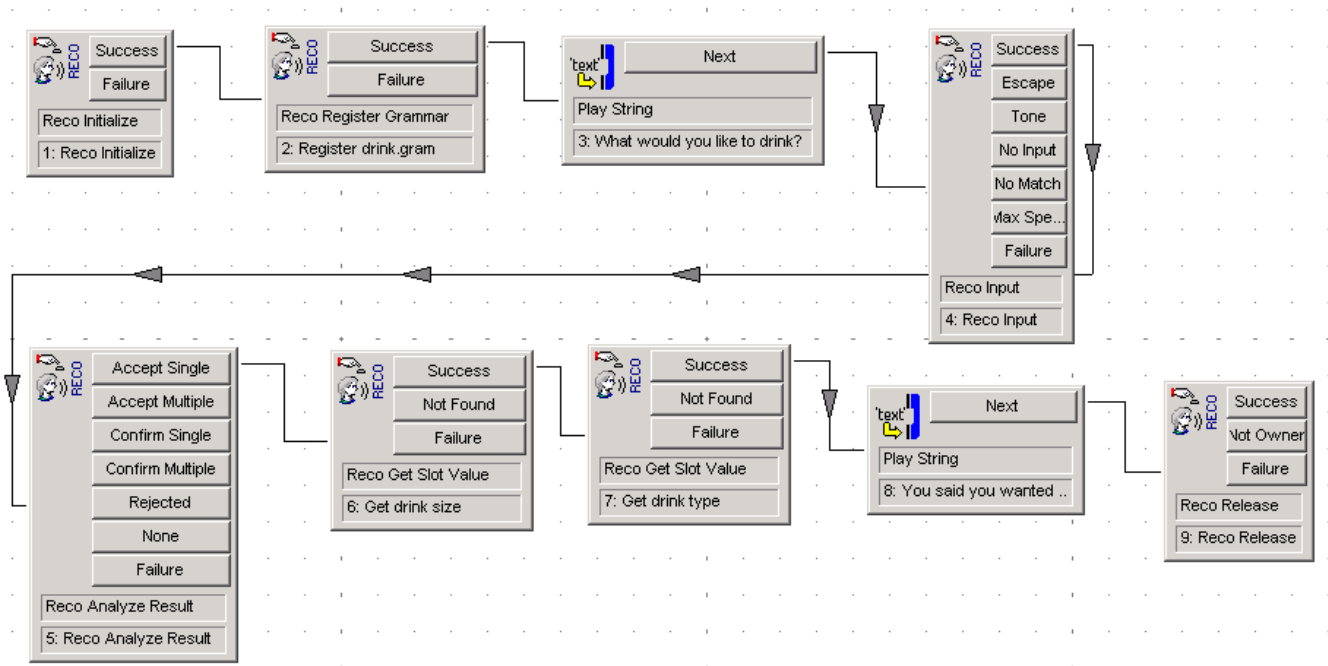 RECO
Success
Failure
Reco Initialize
1: Reco Initialize
RECO
Success
Failure
Reco Register Grammar
2: Register drink.gram
'text'
Next
Play String
3: What would you like to drink?
RECO
Success
Escape
Tone
No Input
No Match
Max Spe...
Failure
Reco Input
4: Reco Input
RECO
Accept Single
Accept Multiple
Confirm Single
Confirm Multiple
Rejected
None
Failure
Reco Analyze Result
5: Reco Analyze Result
RECO
Success
Not Found
Failure
Reco Get Slot Value
6: Get drink size
RECO
Success
Not Found
Failure
Reco Get Slot Value
7: Get drink type
'text'
Next
Play String
8: You said you wanted ..
RECO
Success
Not Owner
Failure
Reco Release
9: Reco Release